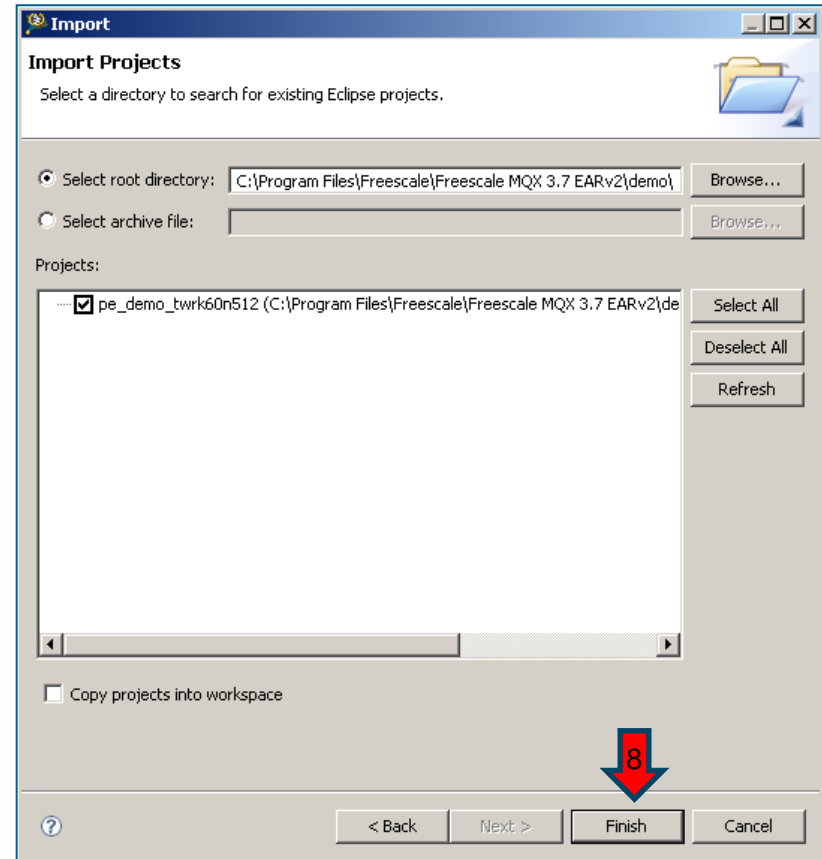 Import
Import Projects
Select a directory to search for existing Eclipse projects.
Select root directory: C:\Program Files\Freescale\Freescale MQX 3.7 EARv2\demo\ Browse...
Select archive file: Browse...
Projects:
pe_demo_twrk60n512 (C:\Program Files\Freescale\Freescale MQX 3.7 EARv2\de Select All
Deselect All
Refresh
Copy projects into workspace
8
? < Back Next > Finish Cancel